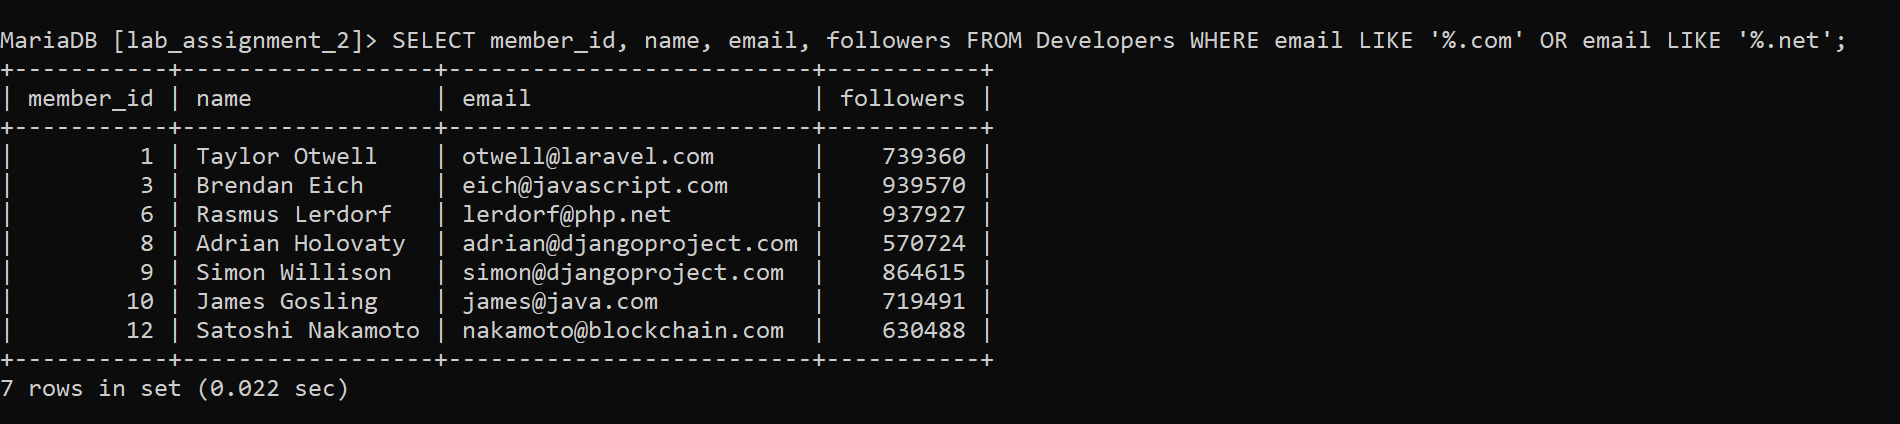 MariaDB [lab_assignment_2]> SELECT member_id, name, email, followers FROM Developers WHERE email LIKE '%.com' OR email LIKE '%.net';
+-----------+------------------+--------------------------+-----------+
| member_id | name             | email                    | followers |
+-----------+------------------+--------------------------+-----------+
|         1 | Taylor Otwell    | otwell@laravel.com       |    739360 |
|         3 | Brendan Eich     | eich@javascript.com      |    939570 |
|         6 | Rasmus Lerdorf   | lerdorf@php.net          |    937927 |
|         8 | Adrian Holovaty  | adrian@djangoproject.com |    570724 |
|         9 | Simon Willison   | simon@djangoproject.com  |    864615 |
|        10 | James Gosling    | james@java.com           |    719491 |
|        12 | Satoshi Nakamoto | nakamoto@blockchain.com  |    630488 |
+-----------+------------------+--------------------------+-----------+
7 rows in set (0.022 sec)